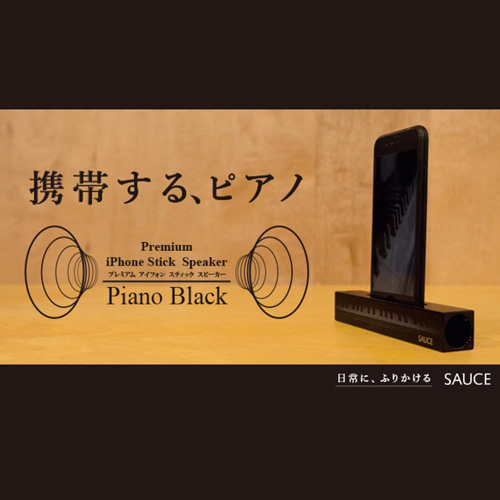 携帯する、ピアノ
Premium
iPhone Stick Speaker
プレミアム アイフォン スティック スピーカー
Piano Black
SAUCE
日常に、ふりかける SAUCE